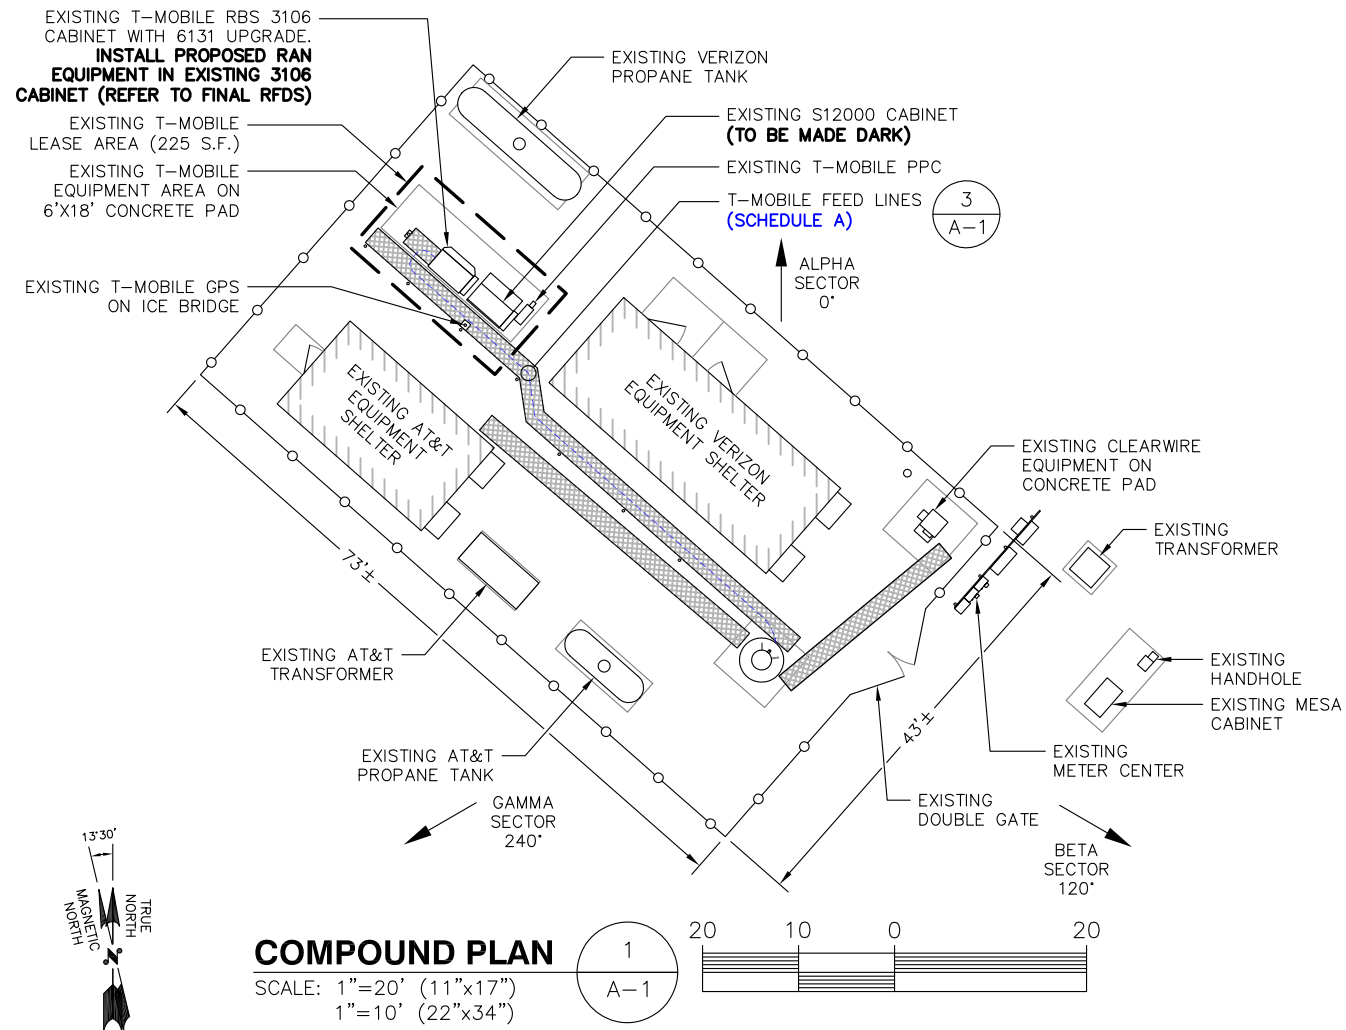 EXISTING T-MOBILE RBS 3106
CABINET WITH 6131 UPGRADE.
INSTALL PROPOSED RAN
EQUIPMENT IN EXISTING 3106
CABINET (REFER TO FINAL RFDS)
EXISTING T-MOBILE
LEASE AREA (225 S.F.)
EXISTING T-MOBILE
EQUIPMENT AREA ON
6'X18' CONCRETE PAD
EXISTING T-MOBILE GPS
ON ICE BRIDGE
EXISTING VERIZON
PROPANE TANK
EXISTING S12000 CABINET
(TO BE MADE DARK)
EXISTING T-MOBILE PPC
T-MOBILE FEED LINES
(SCHEDULE A)
3
A-1
ALPHA
SECTOR
0°
EXISTING AT&T
EQUIPMENT
SHELTER
EXISTING VERIZON
EQUIPMENT SHELTER
EXISTING CLEARWIRE
EQUIPMENT ON
CONCRETE PAD
EXISTING
TRANSFORMER
73'±
EXISTING AT&T
TRANSFORMER
EXISTING
HANDHOLE
EXISTING MESA
CABINET
43'±
EXISTING
METER CENTER
EXISTING AT&T
PROPANE TANK
EXISTING
DOUBLE GATE
GAMMA
SECTOR
240°
BETA
SECTOR
120°
13°30'
TRUE
NORTH
MAGNETIC
NORTH
N
COMPOUND PLAN
SCALE: 1"=20' (11"x17")
1"=10' (22"x34")
1
A-1
20 10 0 20